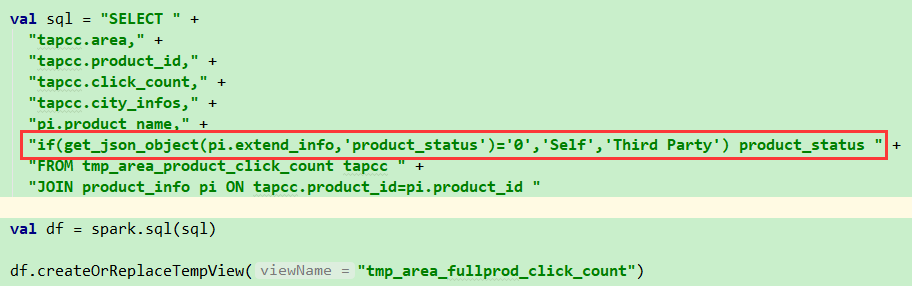 val sql = "SELECT " +
"tapcc.area," +
"tapcc.product_id," +
"tapcc.click_count," +
"tapcc.city_infos," +
"pi.product_name," +
"if(get_json_object(pi.extend_info,'product_status')='0','Self','Third Party') product_status " +
"FROM tmp_area_product_click_count tapcc " +
"JOIN product_info pi ON tapcc.product_id=pi.product_id "
val df = spark.sql(sql)
df.createOrReplaceTempView( viewName = "tmp_area_fullprod_click_count")